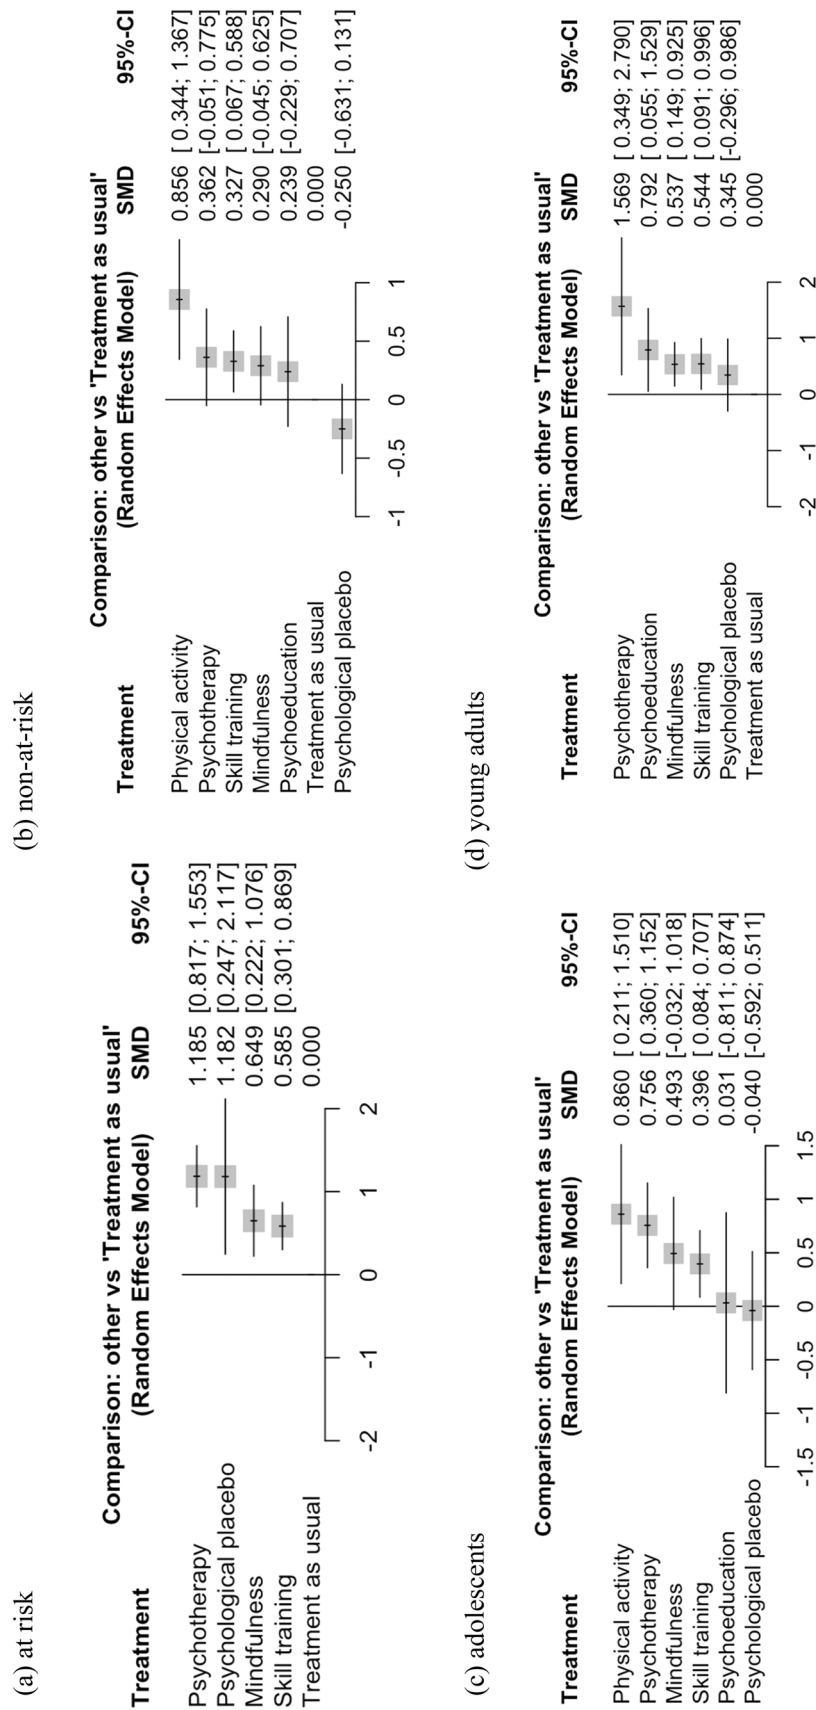 (a) at risk
Comparison: other vs 'Treatment as usual'
Treatment (Random Effects Model) SMD 95%-CI
Psychotherapy 1.185 [0.817; 1.553]
Psychological placebo 1.182 [0.247; 2.117]
Mindfulness 0.649 [0.222; 1.076]
Skill training 0.585 [0.301; 0.869]
Treatment as usual 0.000
-2 -1 0 1 2
(b) non-at-risk
Comparison: other vs 'Treatment as usual'
Treatment (Random Effects Model) SMD 95%-CI
Physical activity 0.856 [ 0.344; 1.367]
Psychotherapy 0.362 [-0.051; 0.775]
Skill training 0.327 [ 0.067; 0.588]
Mindfulness 0.290 [-0.045; 0.625]
Psychoeducation 0.239 [-0.229; 0.707]
Treatment as usual 0.000
Psychological placebo -0.250 [-0.631; 0.131]
-1 -0.5 0 0.5 1
(c) adolescents
Comparison: other vs 'Treatment as usual'
Treatment (Random Effects Model) SMD 95%-CI
Physical activity 0.860 [ 0.211; 1.510]
Psychotherapy 0.756 [ 0.360; 1.152]
Mindfulness 0.493 [-0.032; 1.018]
Skill training 0.396 [ 0.084; 0.707]
Psychoeducation 0.031 [-0.811; 0.874]
Psychological placebo -0.040 [-0.592; 0.511]
-1.5 -1 -0.5 0 0.5 1 1.5
(d) young adults
Comparison: other vs 'Treatment as usual'
Treatment (Random Effects Model) SMD 95%-CI
Psychotherapy 1.569 [ 0.349; 2.790]
Psychoeducation 0.792 [ 0.055; 1.529]
Mindfulness 0.537 [ 0.149; 0.925]
Skill training 0.544 [ 0.091; 0.996]
Psychological placebo 0.345 [-0.296; 0.986]
Treatment as usual 0.000
-2 -1 0 1 2